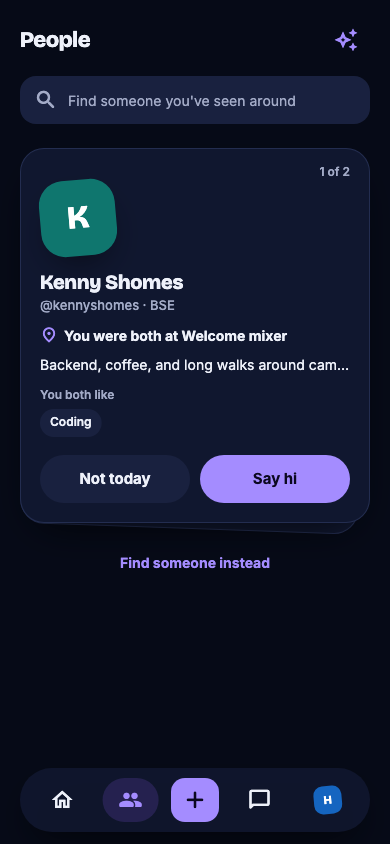 People
Find someone you've seen around
1 of 2
K
Kenny Shomes
@kennyshomes · BSE
You were both at Welcome mixer
Backend, coffee, and long walks around cam...
You both like
Coding
Not today
Say hi
Find someone instead
H